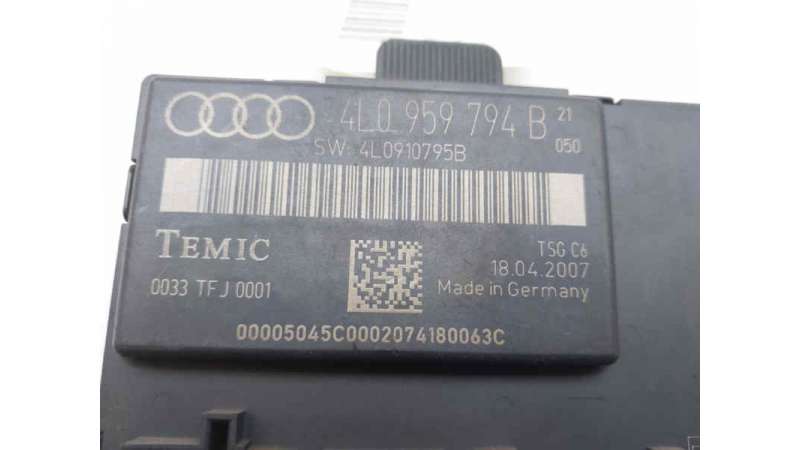 4L0 959 794 B 21
050
SW: 4L0910795B
TEMIC
TSG C6
18.04.2007
0033 TFJ 0001
Made in Germany
00005045C0002074180063C